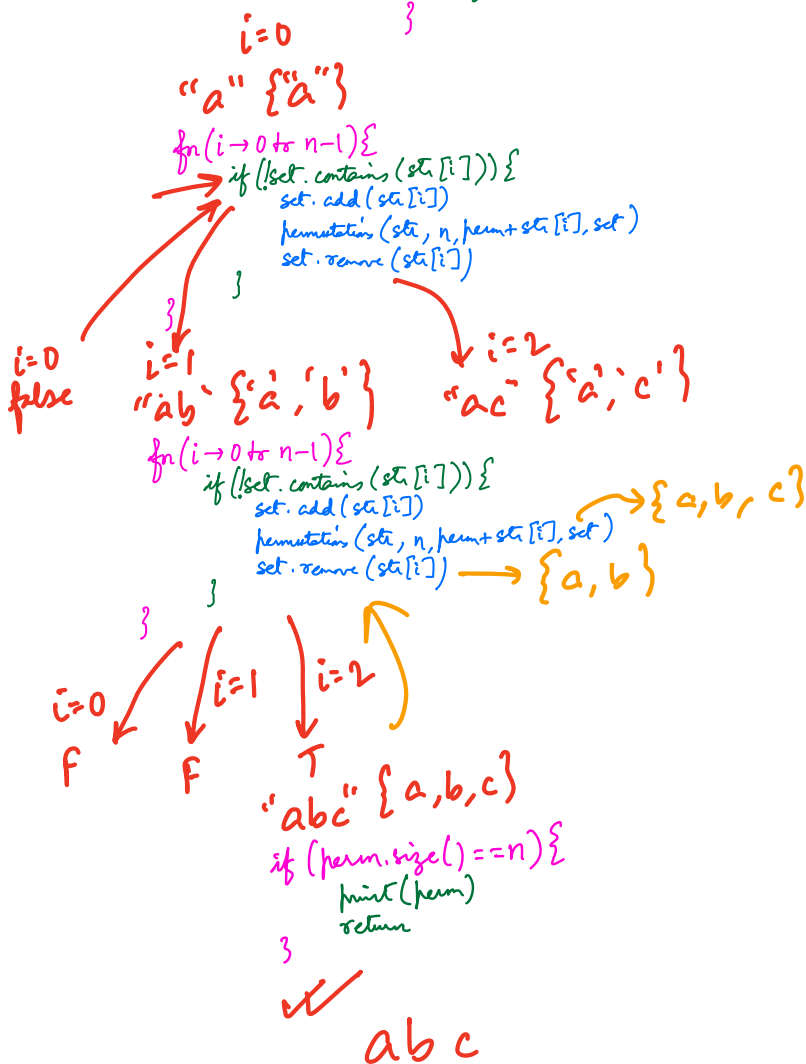 }
i=0
"a" {"a"}
for(i→0 to n-1){
if(!set.contains(str[i])){
set.add(str[i])
permutations(str, n, perm+str[i], set)
set.remove(str[i])
}
}
i=0
false
i=1
"ab" {'a','b'}
i=2
"ac" {'a','c'}
for(i→0 to n-1){
if(!set.contains(str[i])){
set.add(str[i])
permutations(str, n, perm+str[i], set) → {a,b,c}
set.remove(str[i]) → {a,b}
}
}
i=0 i=1 i=2
F F T
"abc" {a,b,c}
if (perm.size()==n){
print(perm)
return
}
abc